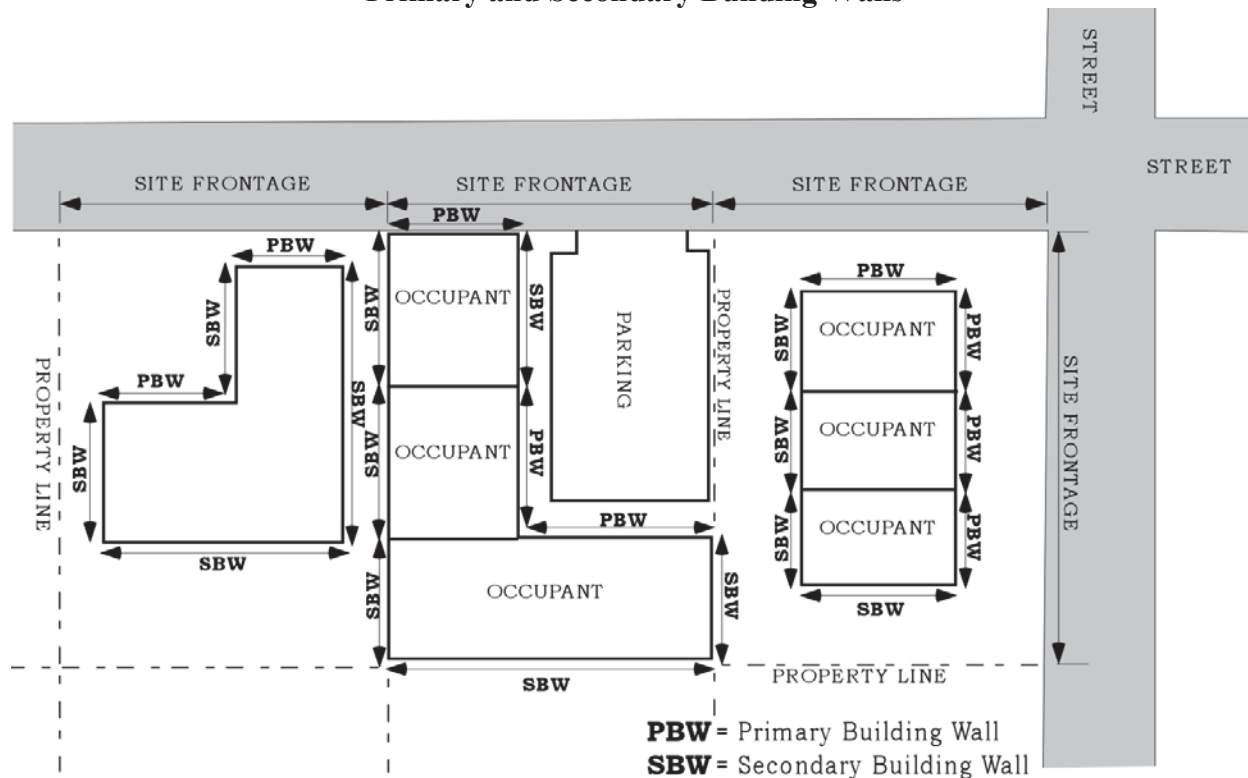 Primary and Secondary Building Walls
STREET
STREET
SITE FRONTAGE
SITE FRONTAGE
SITE FRONTAGE
PBW
PBW
SBW
PBW
SBW
SBW
SBW
SBW
OCCUPANT
SBW
SBW
OCCUPANT
PBW
PBW
SBW
OCCUPANT
SBW
SBW
PARKING
PROPERTY LINE
PROPERTY LINE
PBW
SBW
OCCUPANT
PBW
SBW
OCCUPANT
PBW
SBW
OCCUPANT
PBW
SBW
SITE FRONTAGE
PROPERTY LINE
PBW = Primary Building Wall
SBW = Secondary Building Wall